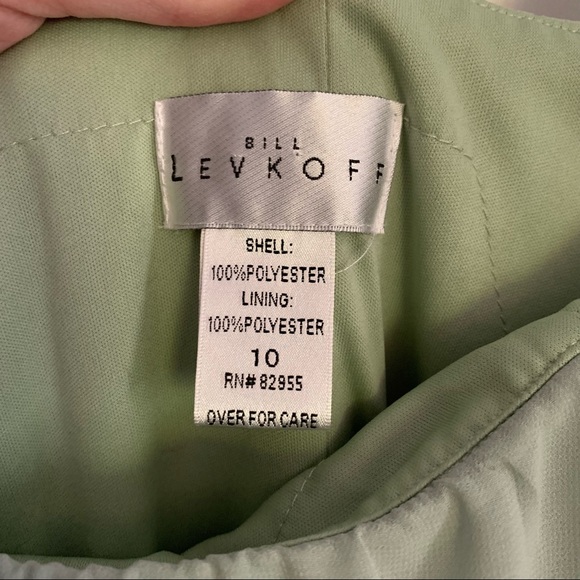 BILL
LEVKOFF
SHELL:
100%POLYESTER
LINING:
100%POLYESTER
10
RN# 82955
OVER FOR CARE